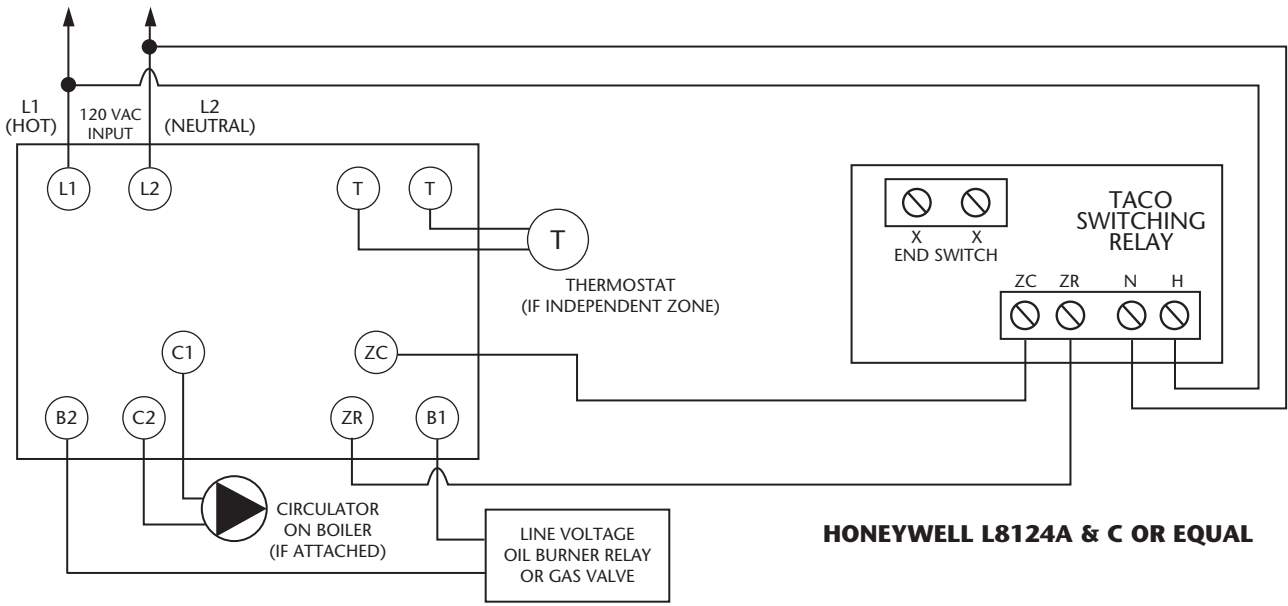 L1
(HOT)
120 VAC
INPUT
L2
(NEUTRAL)
L1
L2
T
T
T
THERMOSTAT
(IF INDEPENDENT ZONE)
C1
ZC
B2
C2
ZR
B1
CIRCULATOR
ON BOILER
(IF ATTACHED)
LINE VOLTAGE
OIL BURNER RELAY
OR GAS VALVE
X
X
END SWITCH
TACO
SWITCHING
RELAY
ZC
ZR
N
H
HONEYWELL L8124A & C OR EQUAL